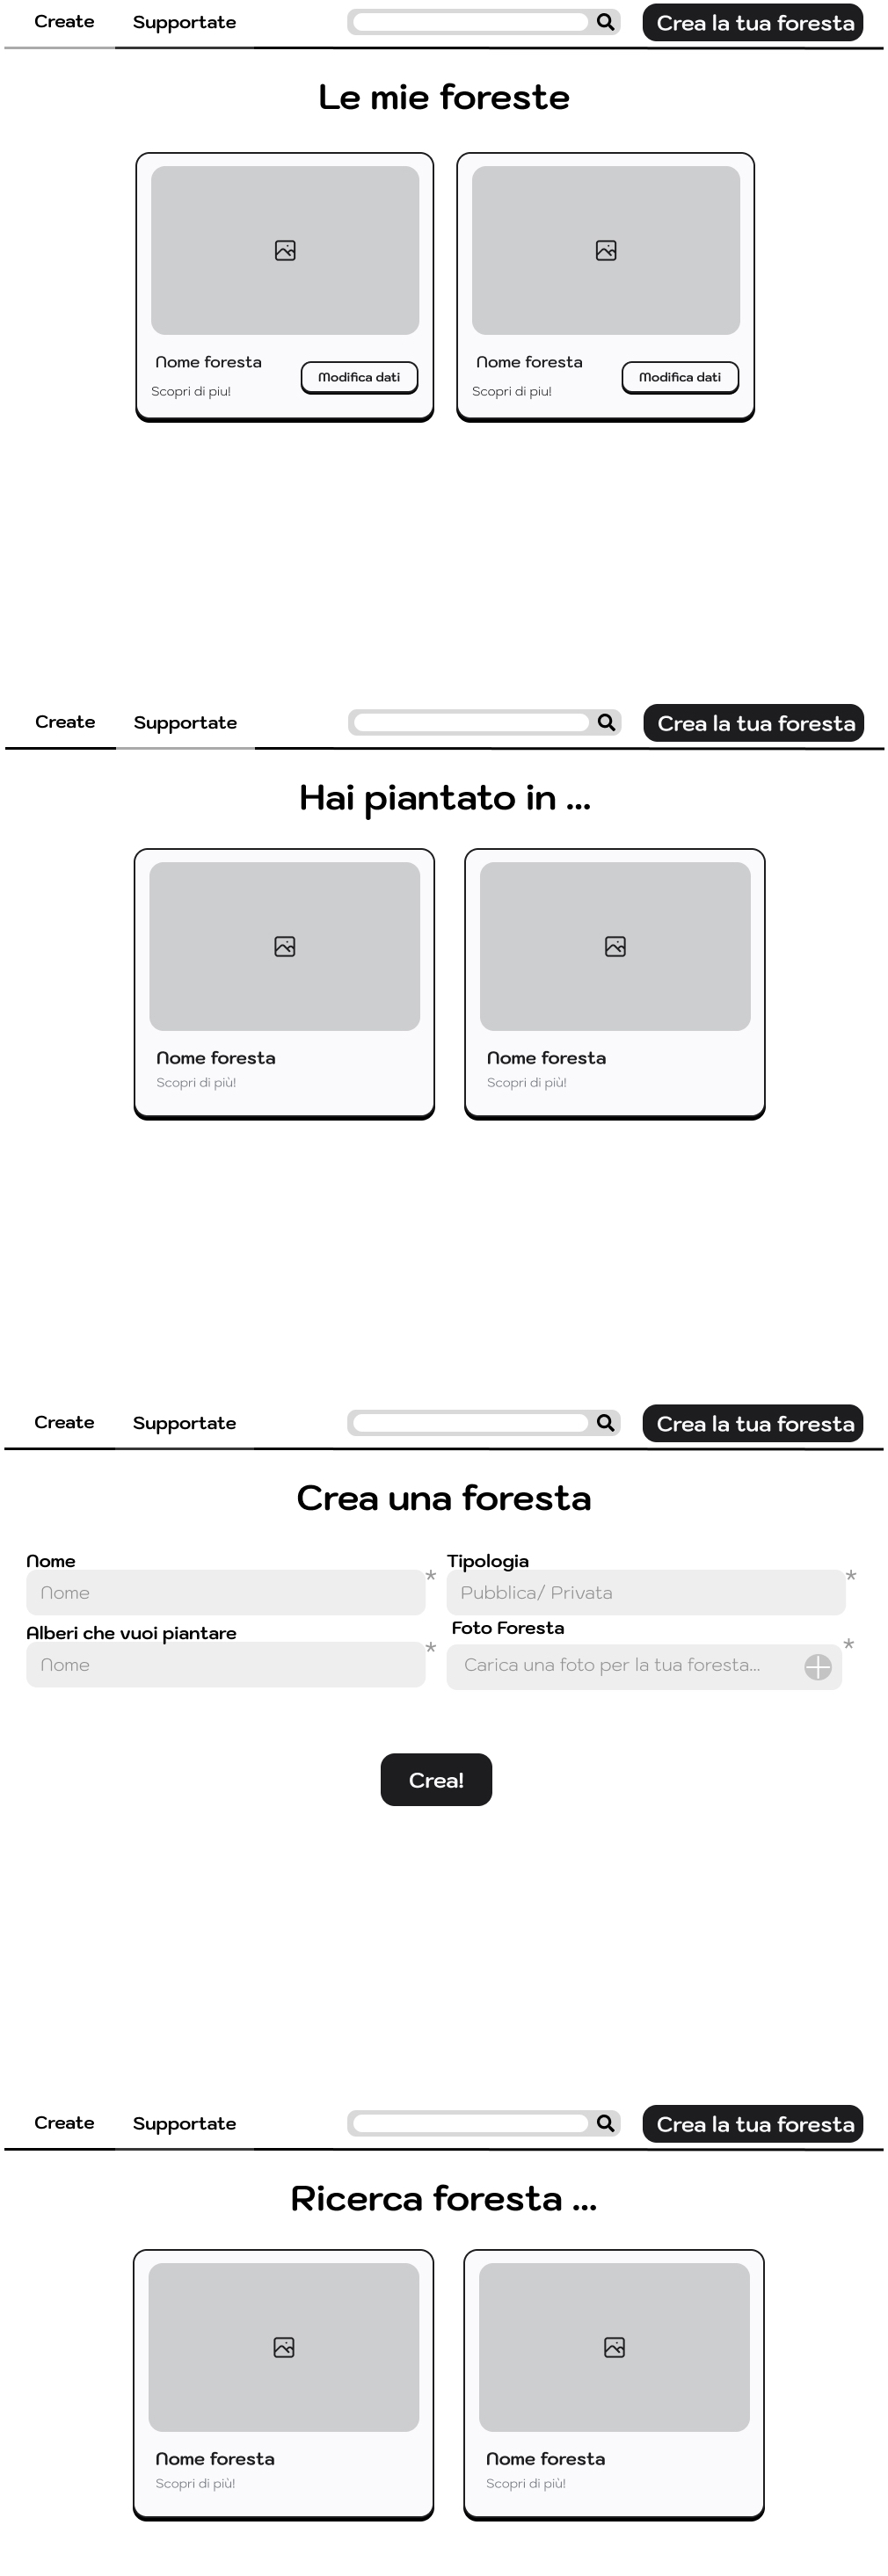 Create Supportate Crea la tua foresta
Le mie foreste
Nome foresta Modifica dati Nome foresta Modifica dati
Scopri di piu! Scopri di piu!
Create Supportate Crea la tua foresta
Hai piantato in ...
Nome foresta Nome foresta
Scopri di più! Scopri di più!
Create Supportate Crea la tua foresta
Crea una foresta
Nome Tipologia
Nome * Pubblica/ Privata *
Alberi che vuoi piantare Foto Foresta
Nome * Carica una foto per la tua foresta... *
Crea!
Create Supportate Crea la tua foresta
Ricerca foresta ...
Nome foresta Nome foresta
Scopri di più! Scopri di più!